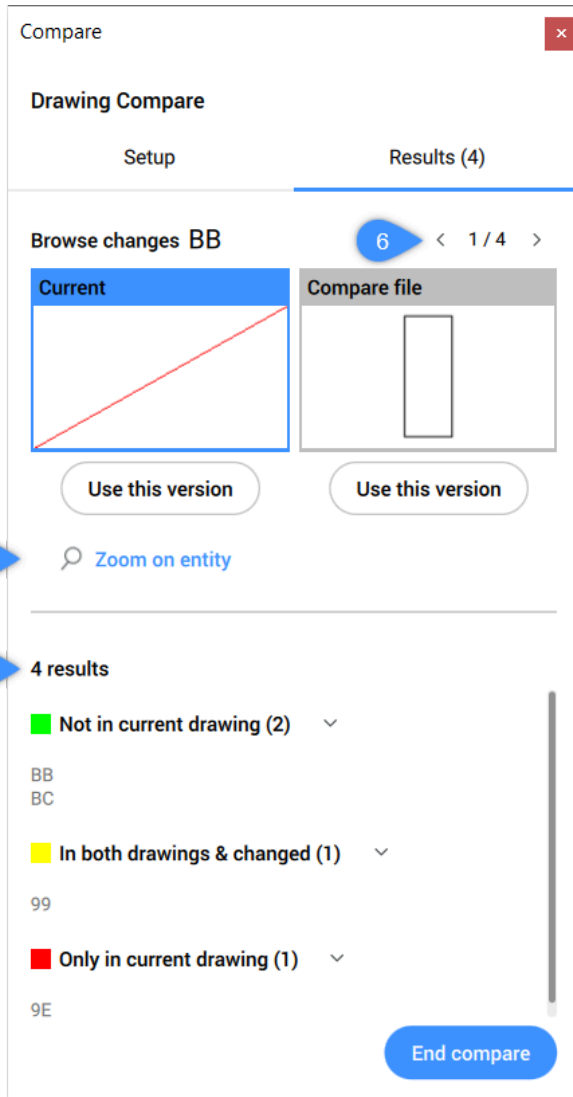 Compare
Drawing Compare
Setup Results (4)
Browse changes BB 6 < 1 / 4 >
Current Compare file
Use this version Use this version
Zoom on entity
4 results
Not in current drawing (2)
BB
BC
In both drawings & changed (1)
99
Only in current drawing (1)
9E
End compare